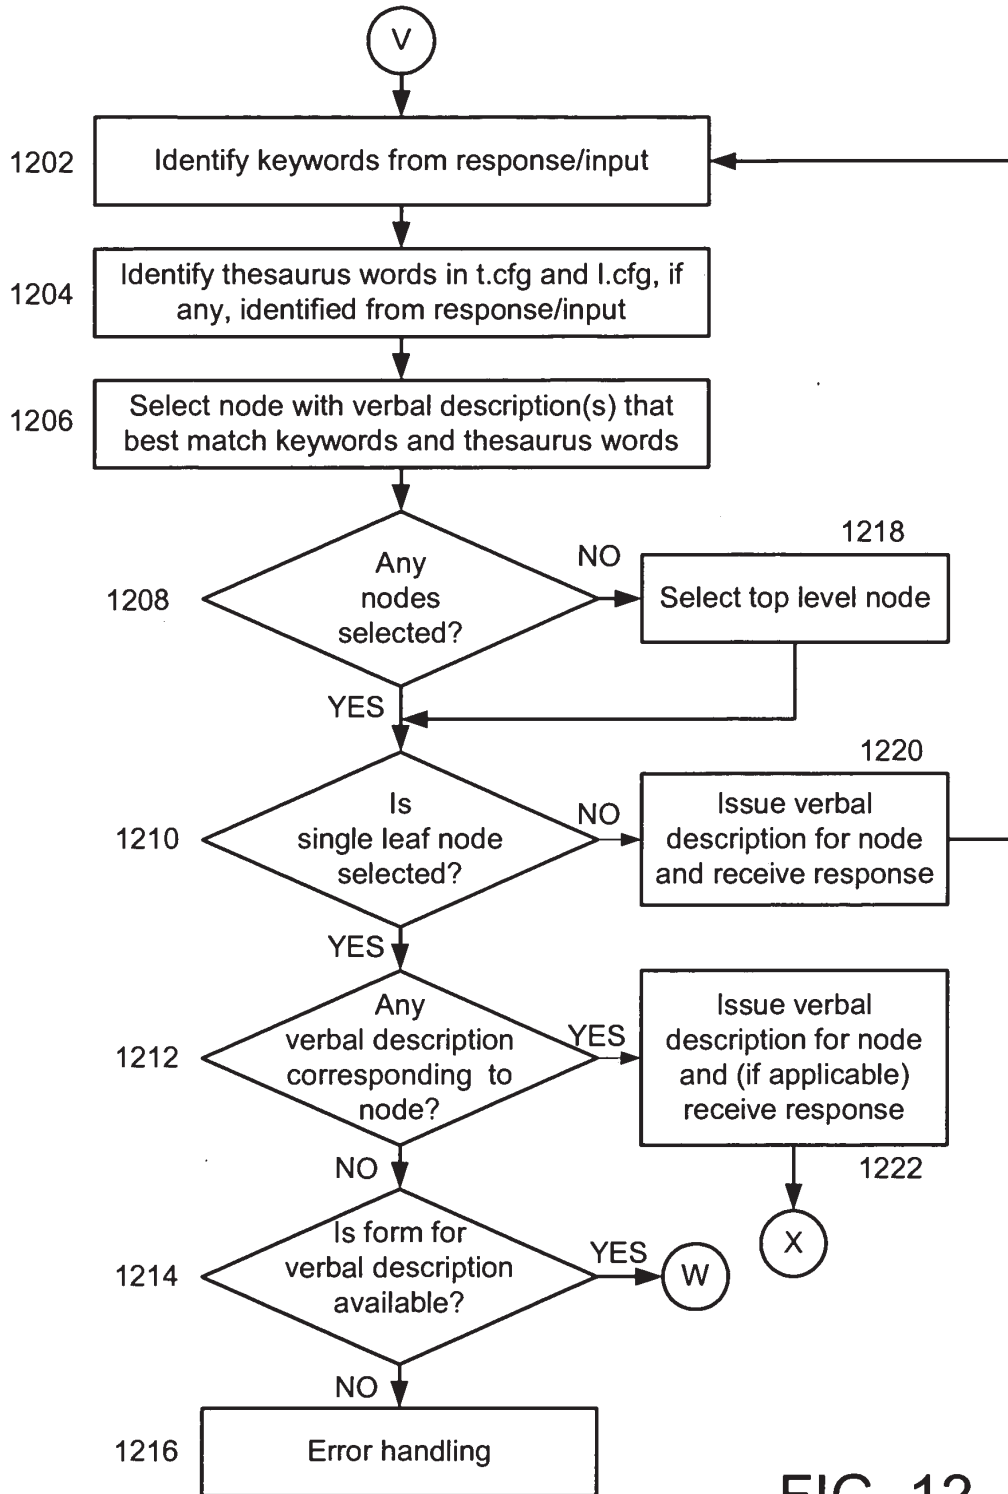 V
1202
Identify keywords from response/input
1204
Identify thesaurus words in t.cfg and l.cfg, if
any, identified from response/input
1206
Select node with verbal description(s) that
best match keywords and thesaurus words
1208
Any
nodes
selected?
NO
1218
Select top level node
YES
1210
Is
single leaf node
selected?
NO
1220
Issue verbal
description for node
and receive response
YES
1212
Any
verbal description
corresponding to
node?
YES
Issue verbal
description for node
and (if applicable)
receive response
1222
X
NO
1214
Is form for
verbal description
available?
YES
W
NO
1216
Error handling
FIG. 12